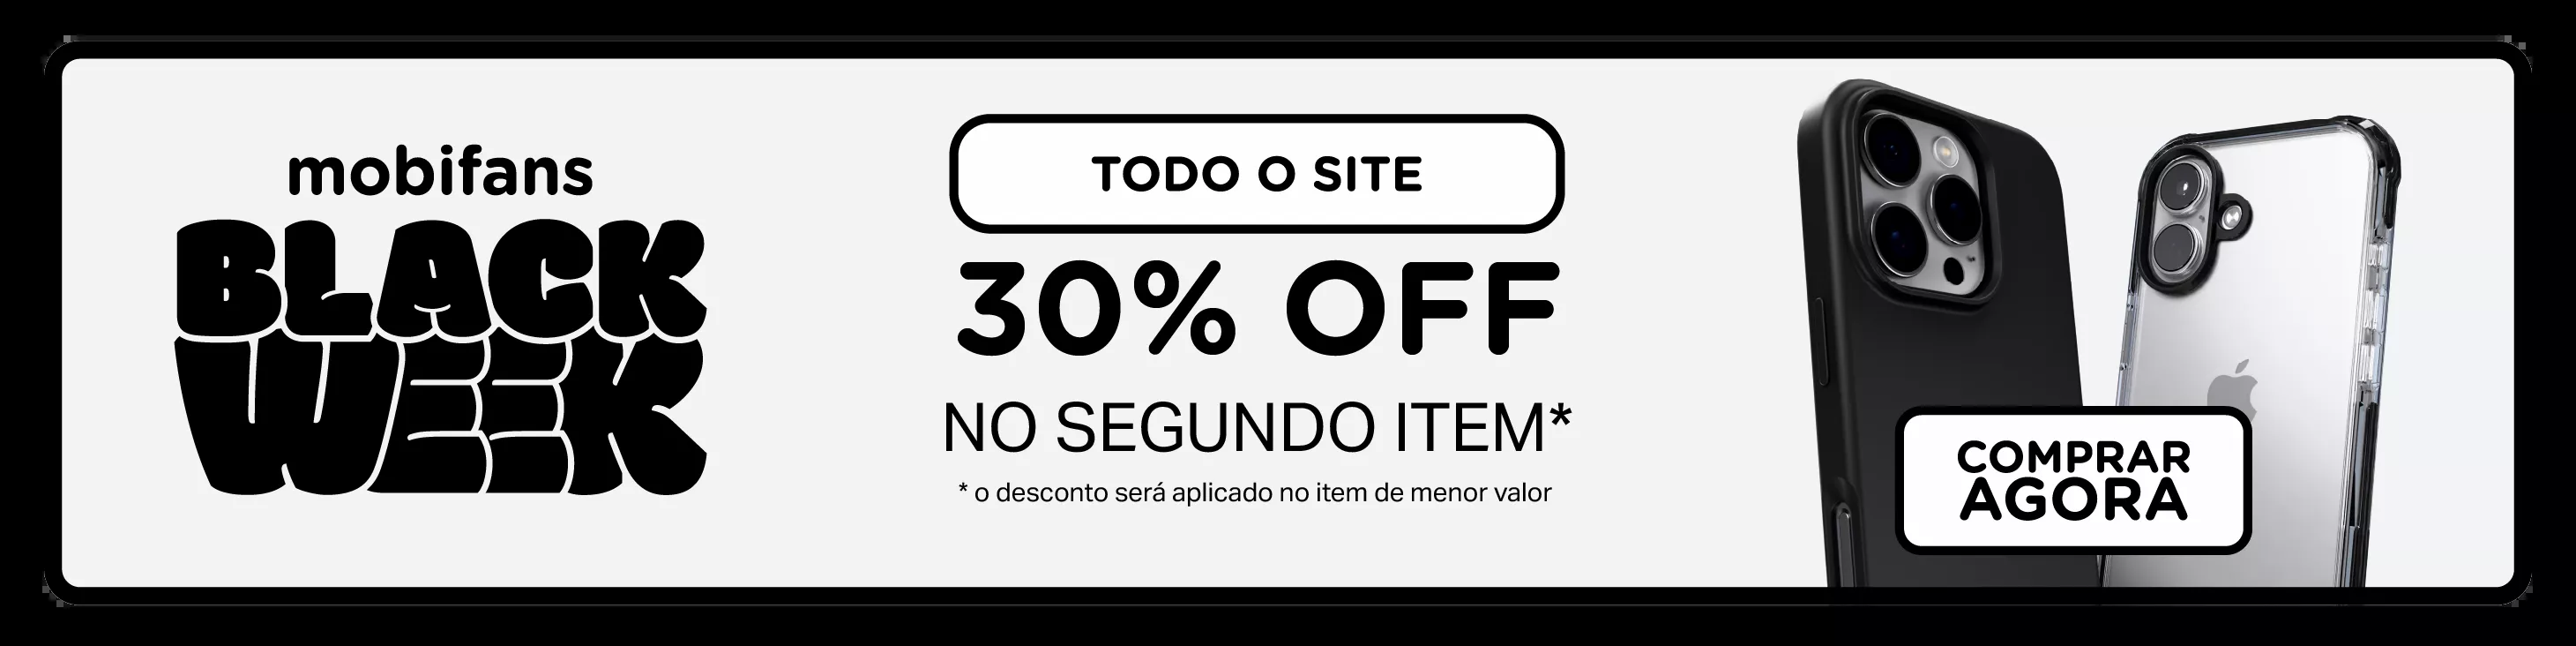 mobifans
BLACK
WEEK
TODO O SITE
30% OFF
NO SEGUNDO ITEM*
* o desconto será aplicado no item de menor valor
COMPRAR
AGORA